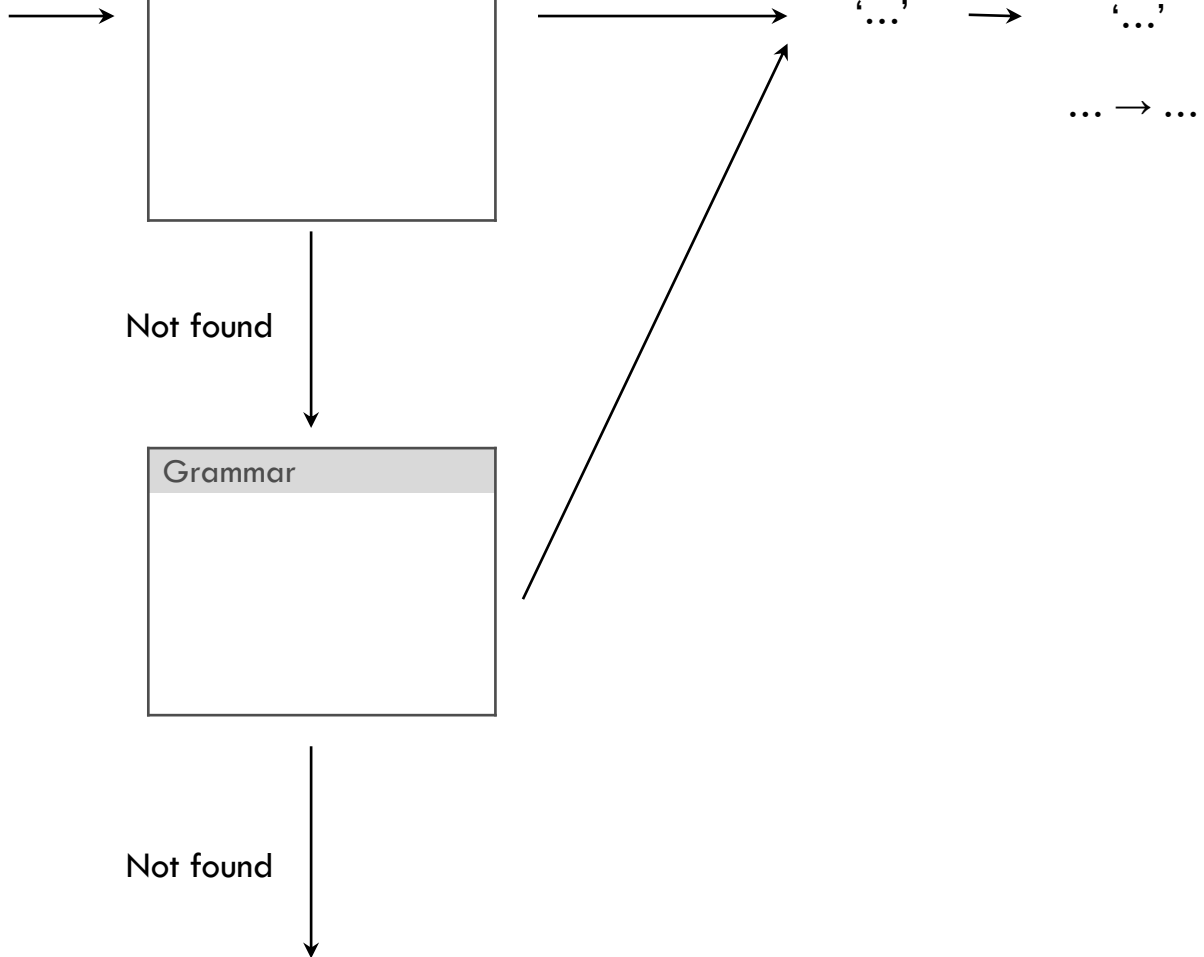 ‘…’ → ‘…’
… → …
Not found
Grammar
Not found